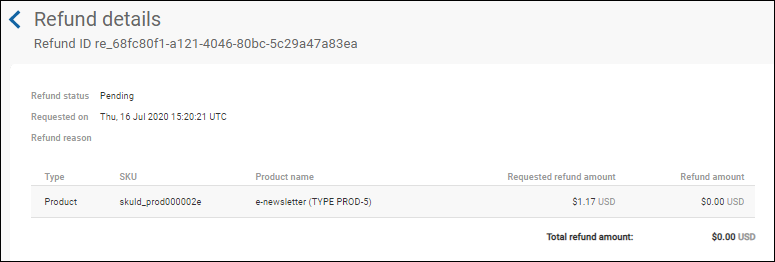 Refund details
Refund ID re_68fc80f1-a121-4046-80bc-5c29a47a83ea
Refund status Pending
Requested on Thu, 16 Jul 2020 15:20:21 UTC
Refund reason
Type SKU Product name Requested refund amount Refund amount
Product skuId_prod000002e e-newsletter (TYPE PROD-5) $1.17 USD $0.00 USD
Total refund amount: $0.00 USD